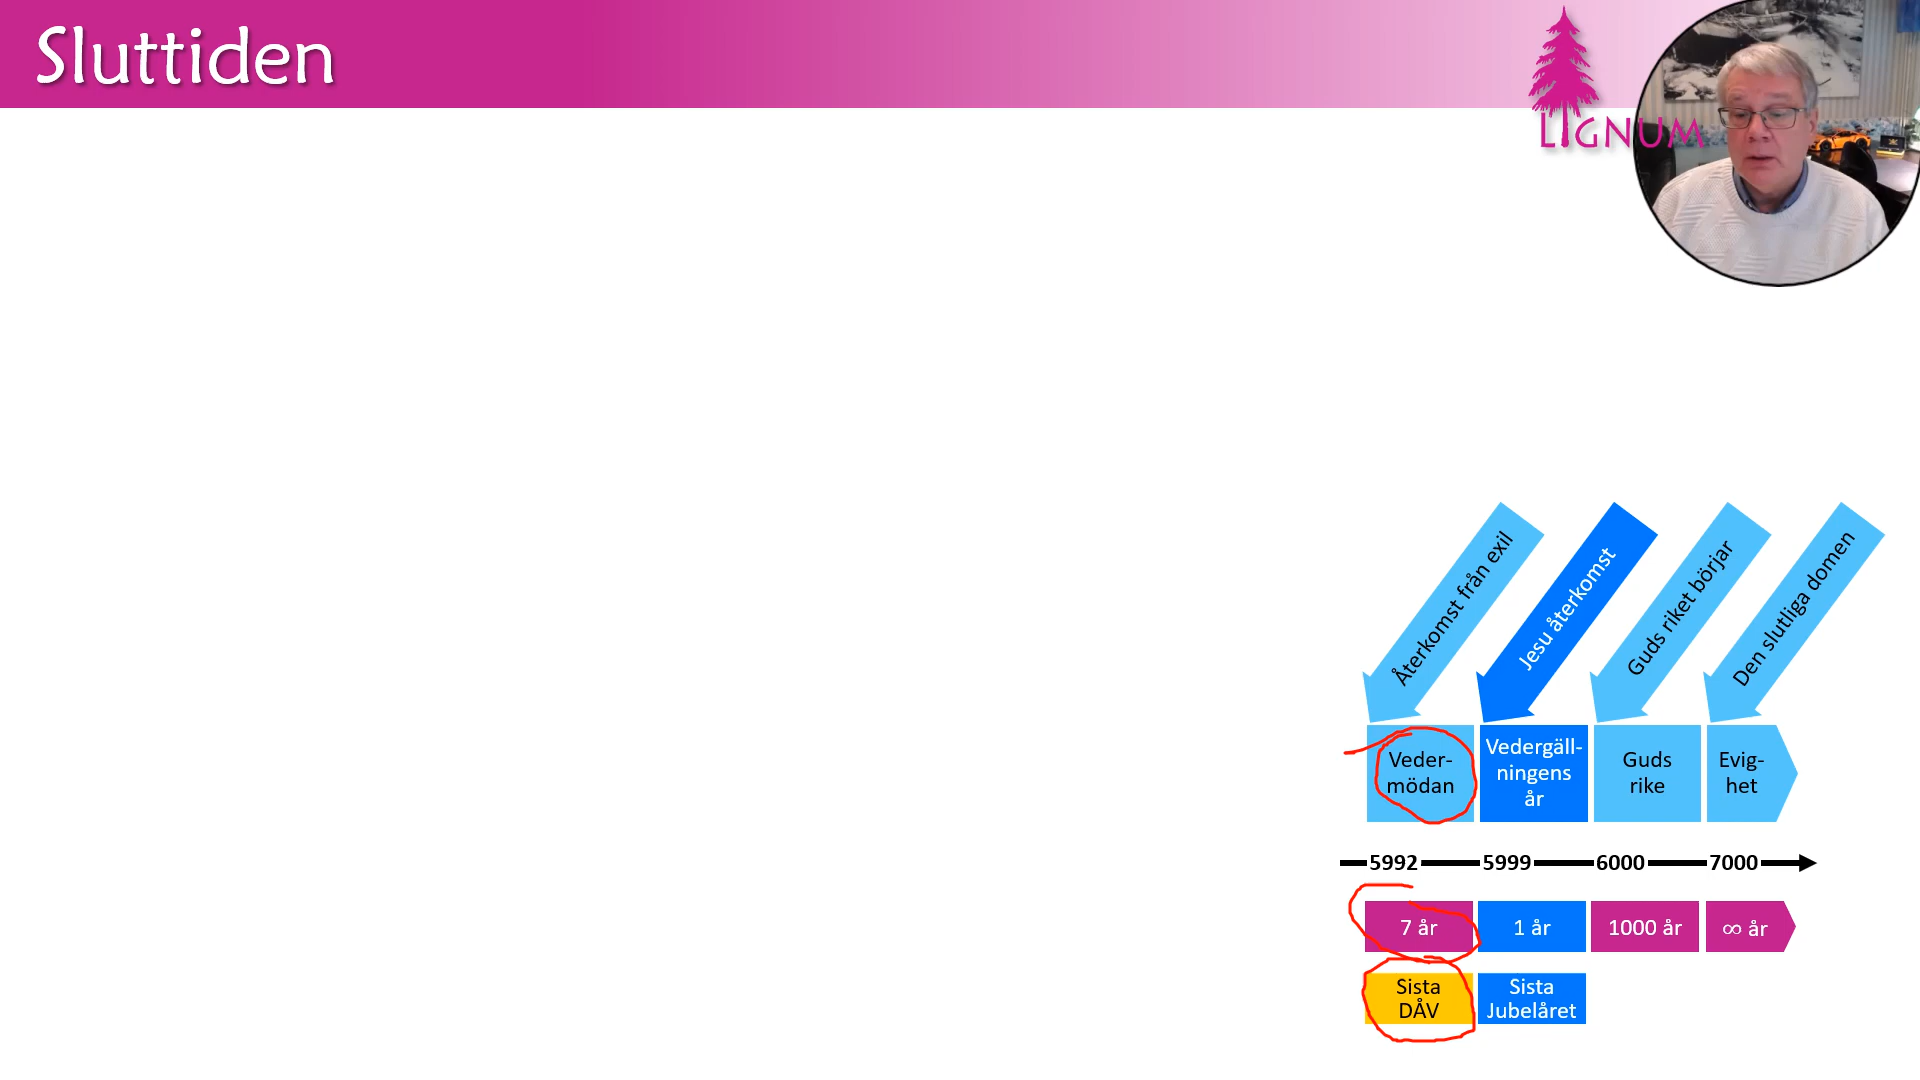 Sluttiden
LIGNUM
Återkomst från exil
Jesu återkomst
Guds riket börjar
Den slutliga domen
Veder-
mödan
Vedergäll-
ningens
år
Guds
rike
Evig-
het
5992 5999 6000 7000
7 år
1 år
1000 år
∞ år
Sista
DÅV
Sista
Jubelåret